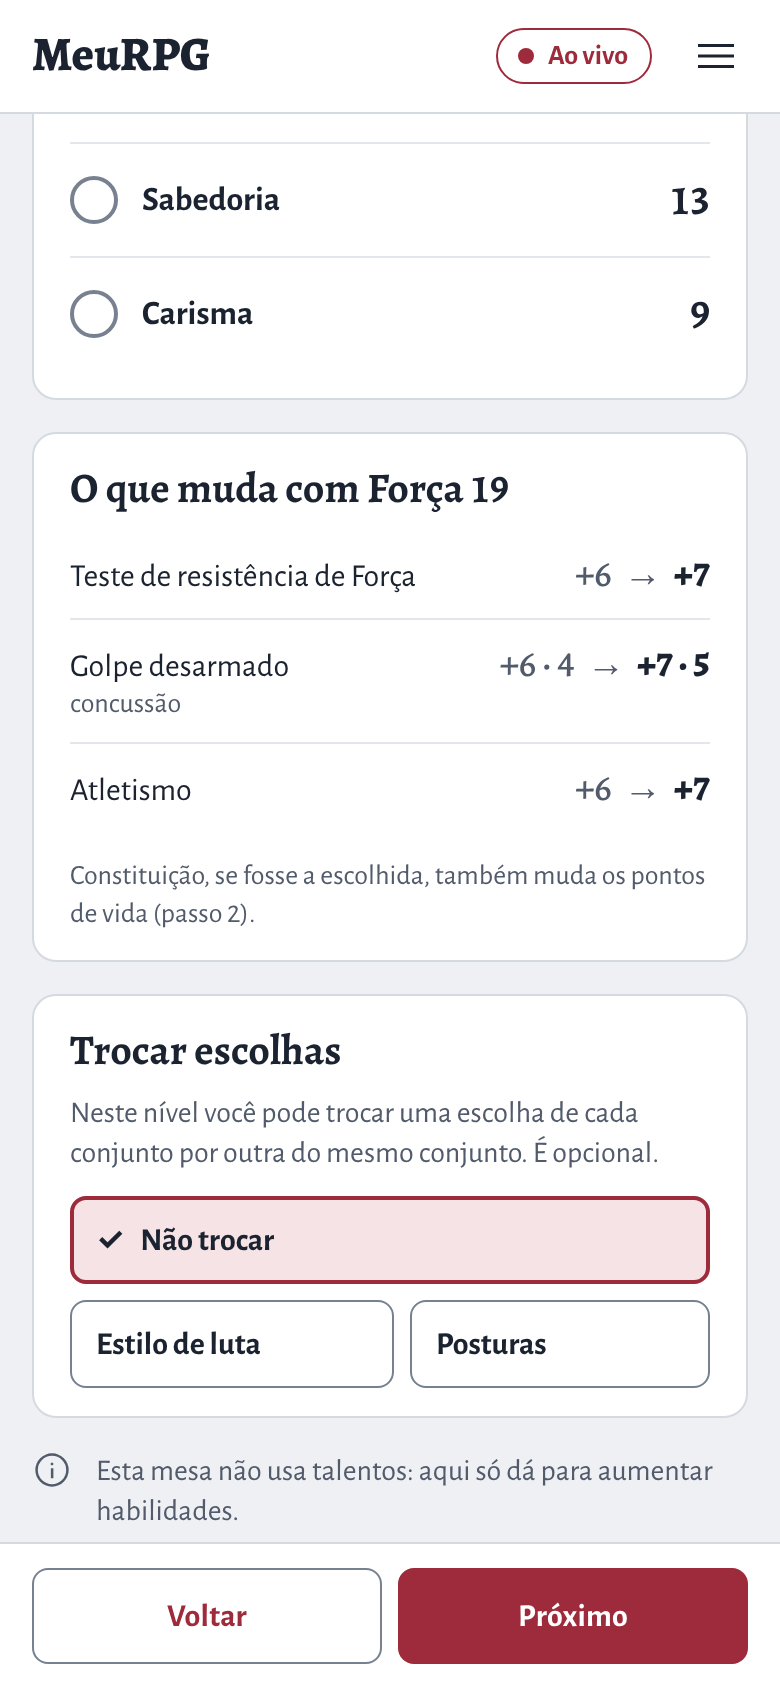 MeuRPG
Ao vivo
Sabedoria 13
Carisma 9
O que muda com Força 19
Teste de resistência de Força +6 → +7
Golpe desarmado +6 · 4 → +7 · 5
concussão
Atletismo +6 → +7
Constituição, se fosse a escolhida, também muda os pontos
de vida (passo 2).
Trocar escolhas
Neste nível você pode trocar uma escolha de cada
conjunto por outra do mesmo conjunto. É opcional.
Não trocar
Estilo de luta Posturas
Esta mesa não usa talentos: aqui só dá para aumentar
habilidades.
Voltar Próximo